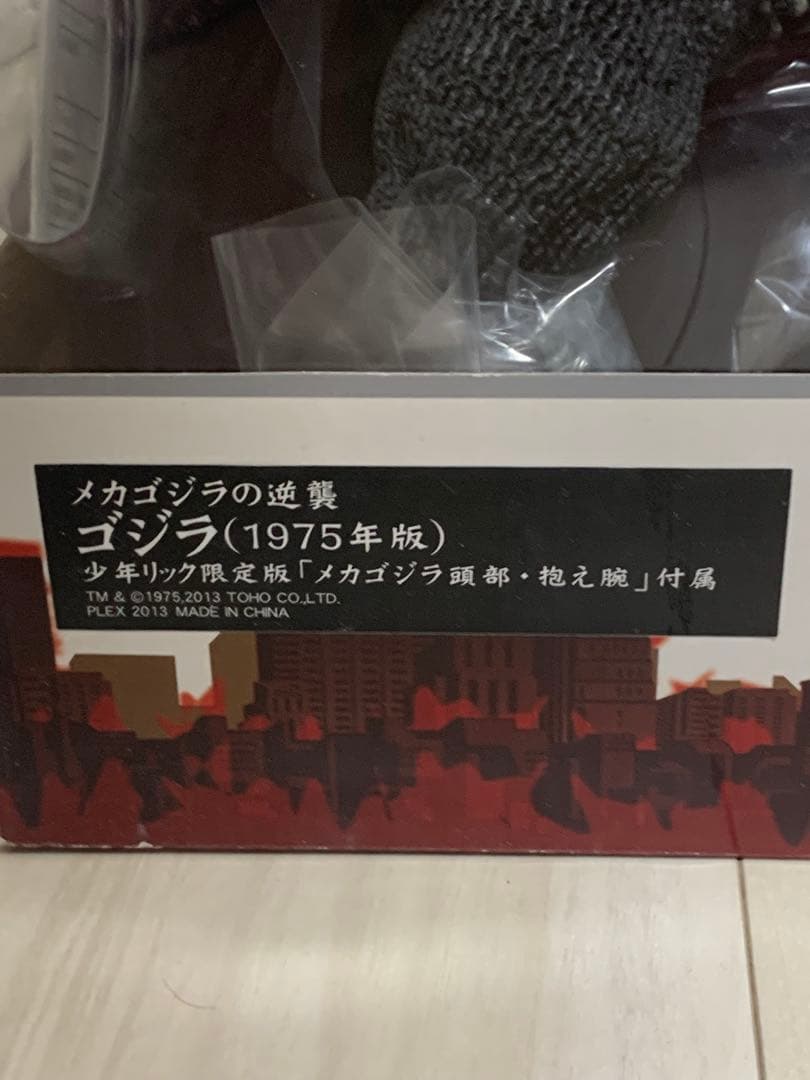 メカゴジラの逆襲
ゴジラ(1975年版)
少年リック限定版「メカゴジラ頭部・抱え腕」付属
TM & ©1975,2013 TOHO CO.,LTD.
PLEX 2013 MADE IN CHINA